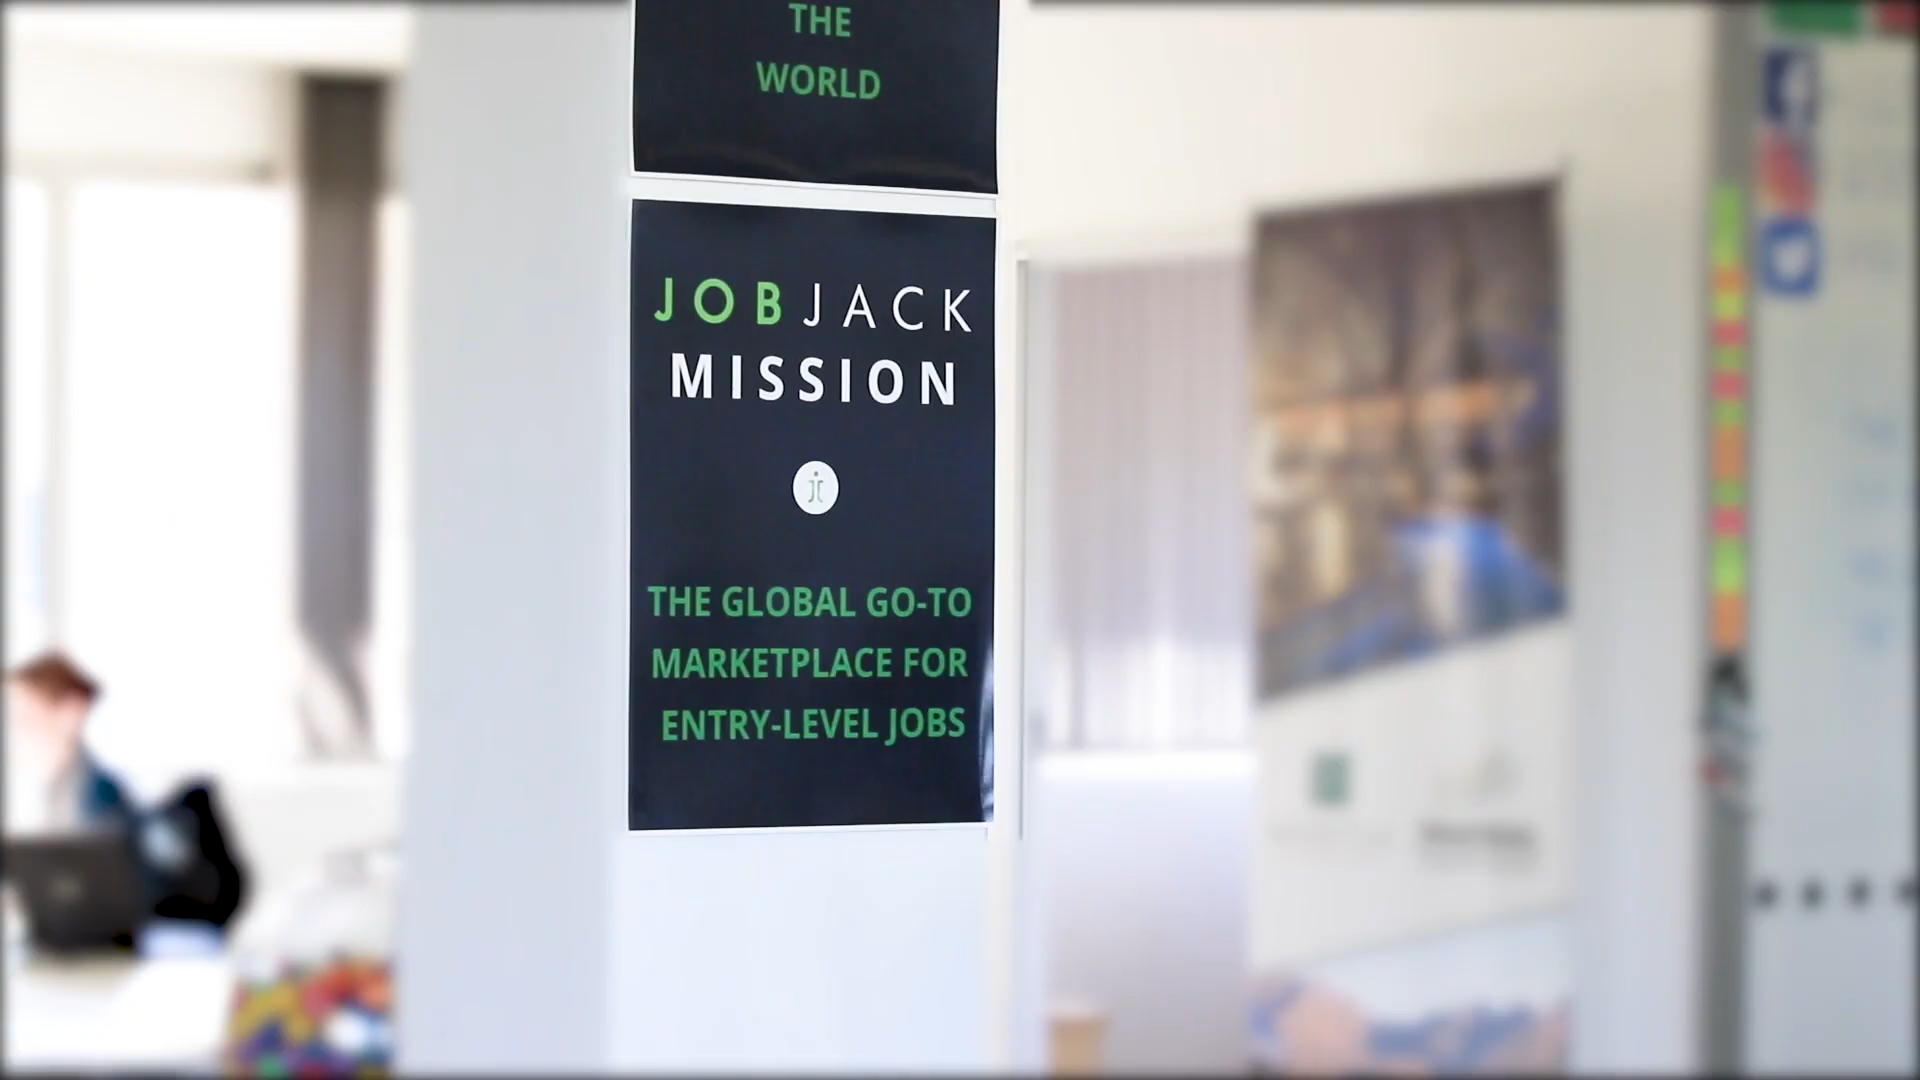 THE
WORLD
JOBJACK
MISSION
THE GLOBAL GO-TO
MARKETPLACE FOR
ENTRY-LEVEL JOBS